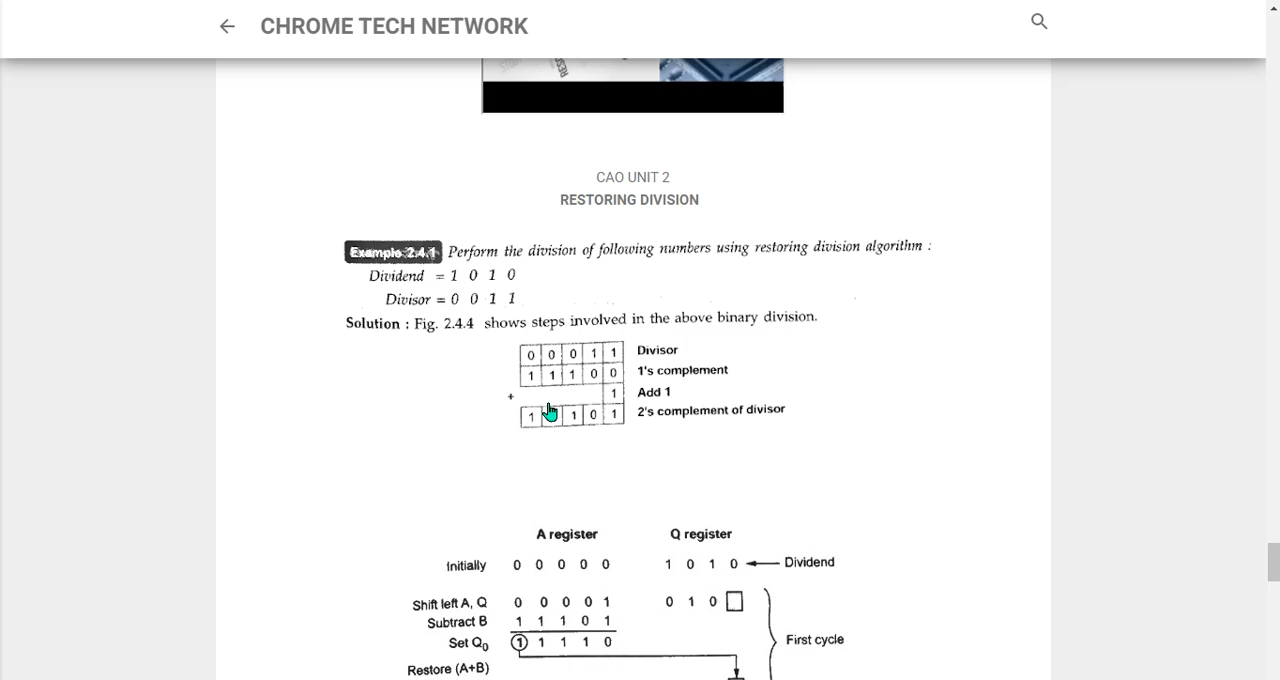 CHROME TECH NETWORK
CAO UNIT 2
RESTORING DIVISION
Example 2.4.1 Perform the division of following numbers using restoring division algorithm :
Dividend = 1 0 1 0
Divisor = 0 0 1 1
Solution : Fig. 2.4.4 shows steps involved in the above binary division.
0 0 0 1 1 Divisor
1 1 1 0 0 1's complement
+ 1 Add 1
1 1 0 1 2's complement of divisor
A register Q register
Initially 0 0 0 0 0 1 0 1 0 Dividend
Shift left A, Q 0 0 0 0 1 0 1 0
Subtract B 1 1 1 0 1
Set Q0 1 1 1 1 0 First cycle
Restore (A+B)